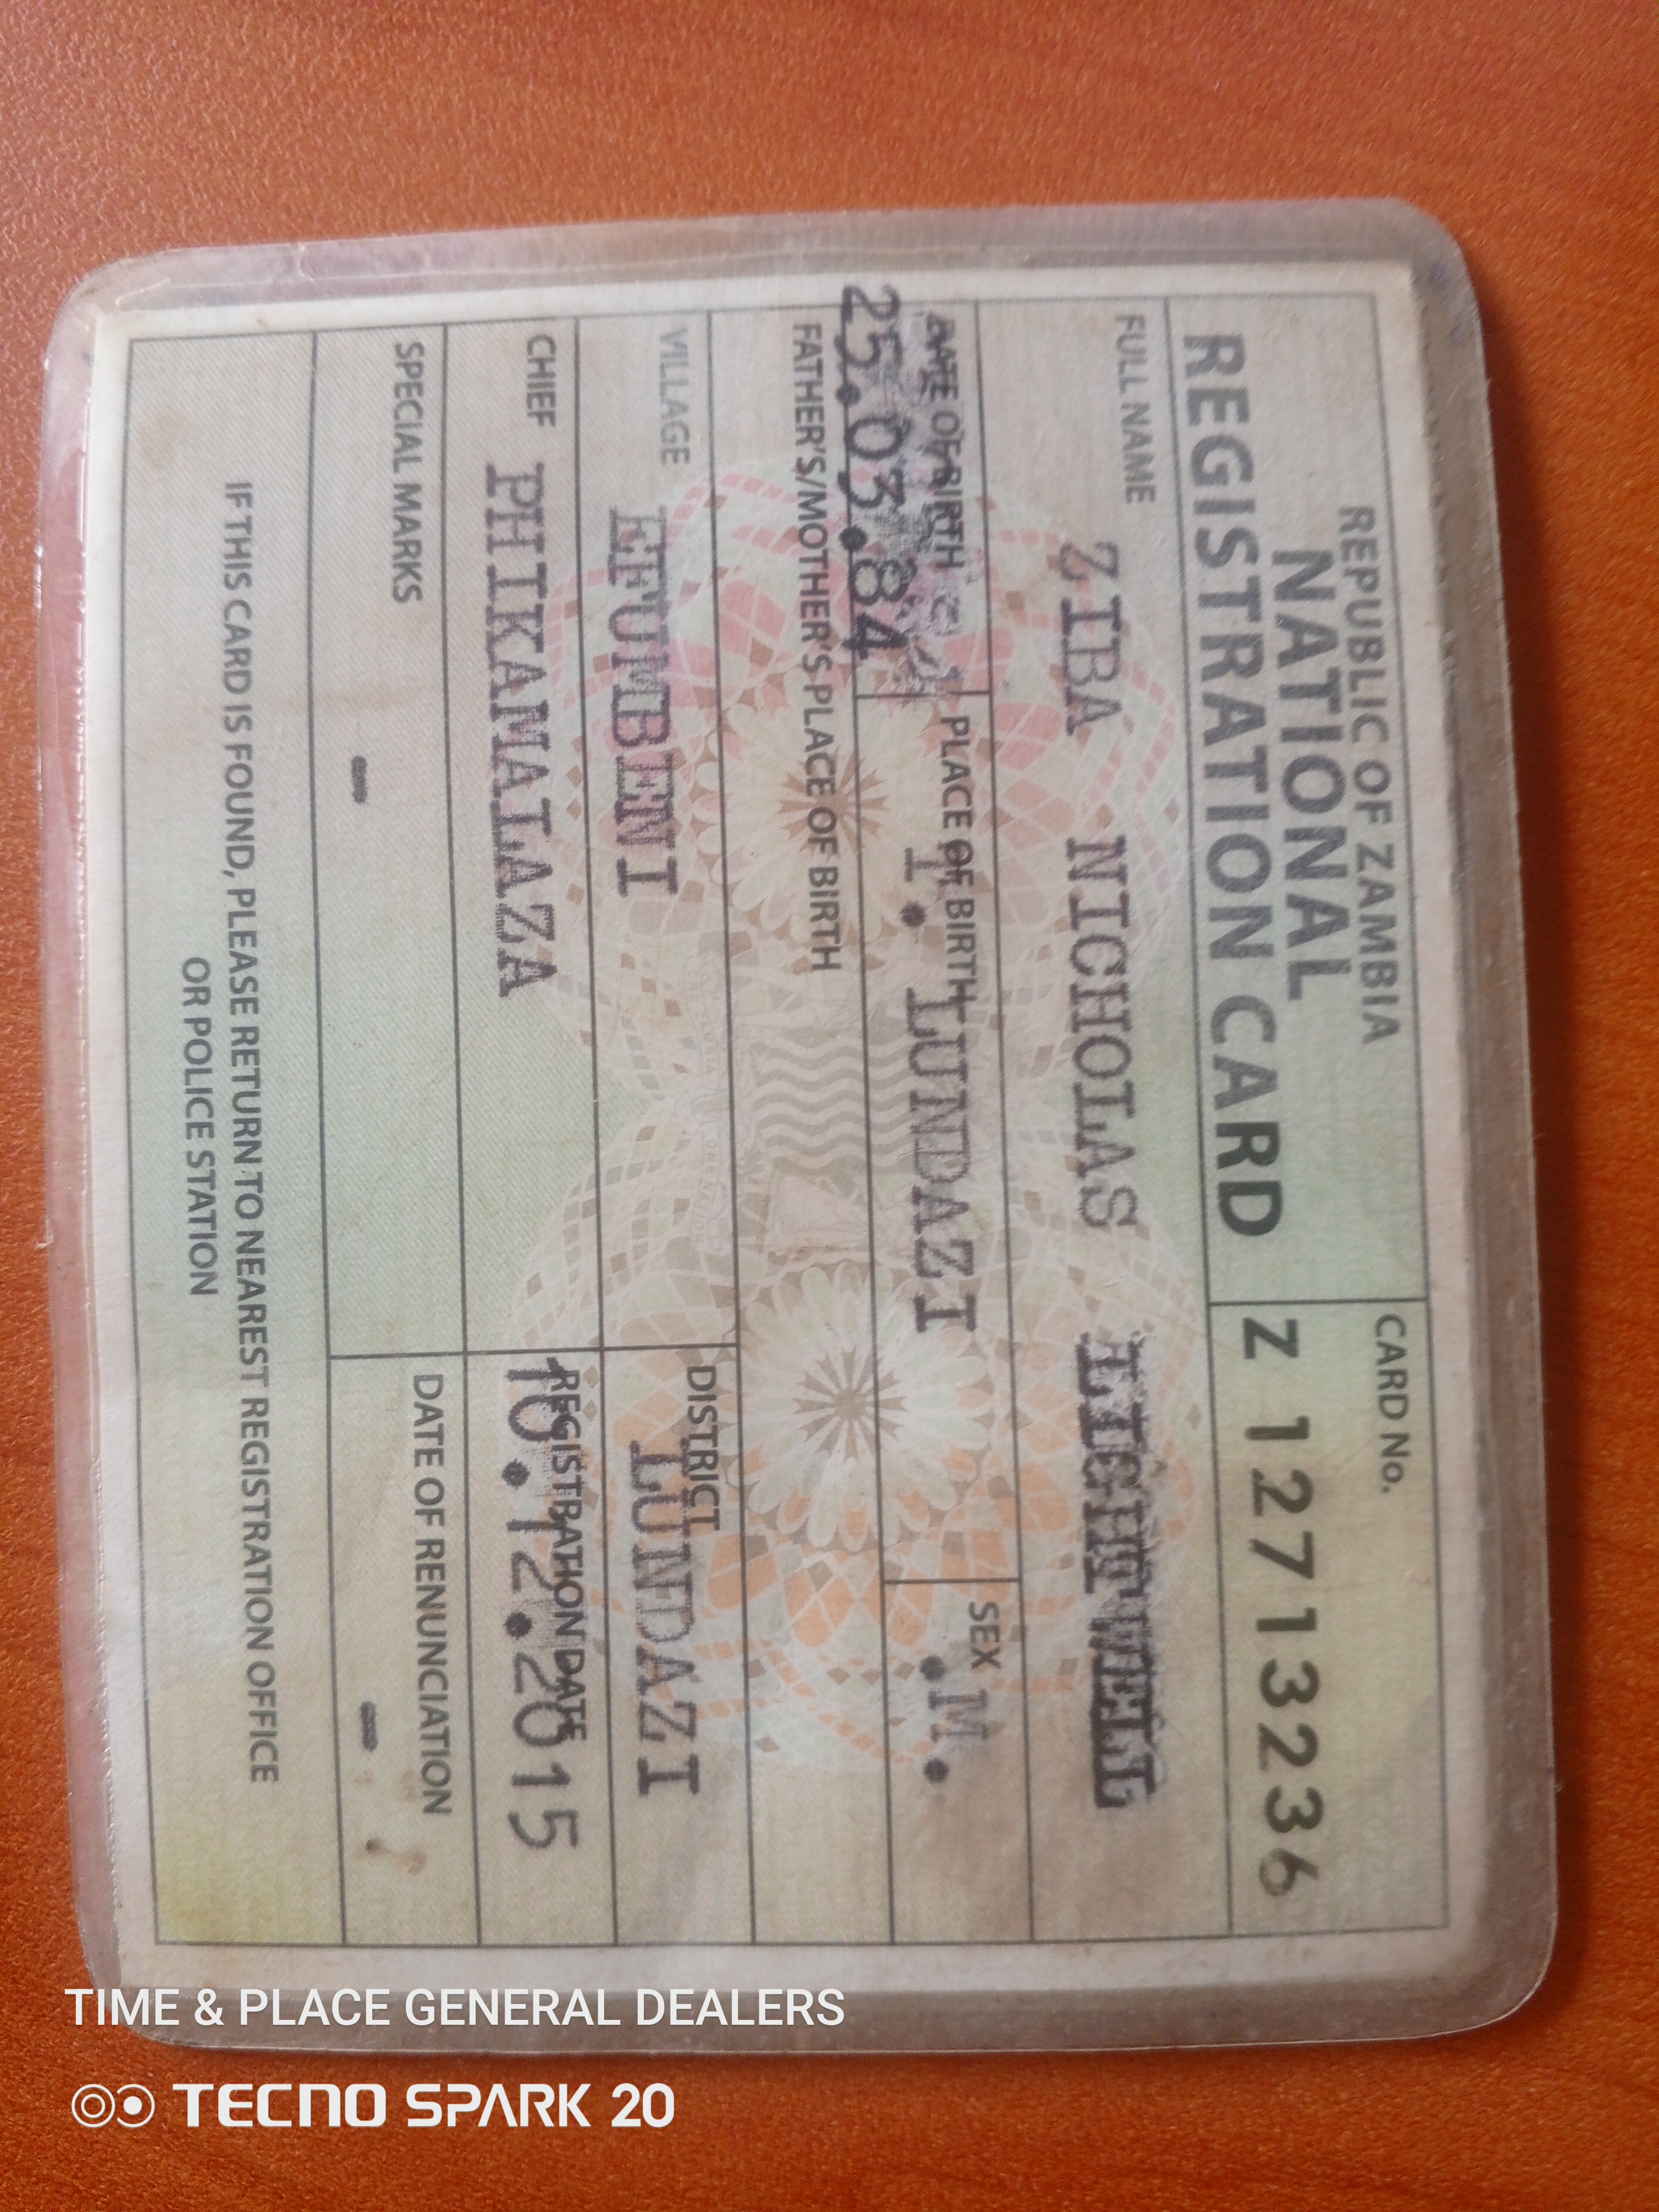 REPUBLIC OF ZAMBIA
NATIONAL
REGISTRATION CARD
CARD No.
Z 12713236
FULL NAME
ZIBA NICHOLAS LIGHTWELL
DATE OF BIRTH
25.03.84
PLACE OF BIRTH
T. LUNDAZI
SEX
.M.
FATHER'S/MOTHER'S PLACE OF BIRTH
VILLAGE
EFUMBENI
DISTRICT
LUNDAZI
CHIEF
PHIKAMALAZA
REGISTRATION DATE
10.12.2015
SPECIAL MARKS
-
DATE OF RENUNCIATION
-
IF THIS CARD IS FOUND, PLEASE RETURN TO NEAREST REGISTRATION OFFICE
OR POLICE STATION
TIME & PLACE GENERAL DEALERS
TECNO SPARK 20